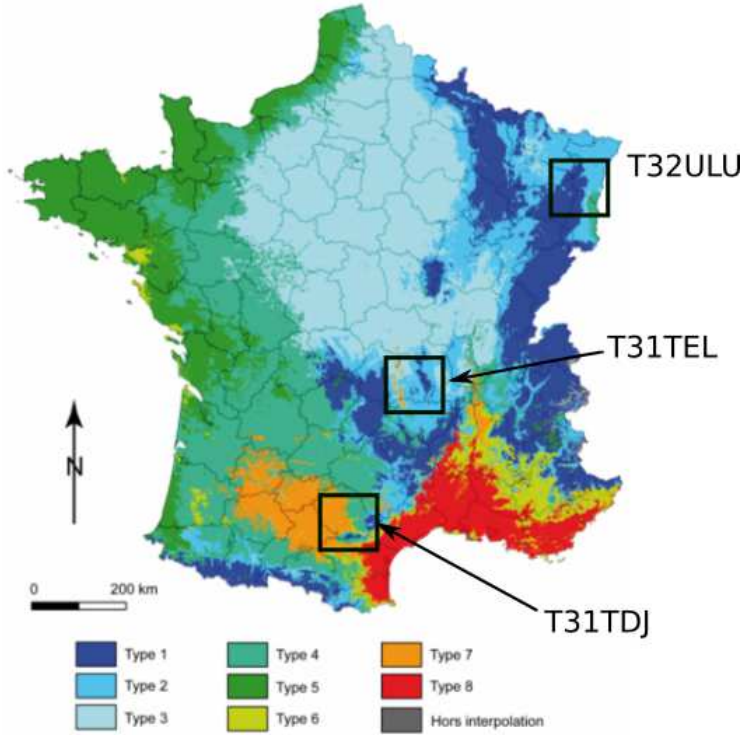 T32ULU
T31TEL
N
0 200 km
T31TDJ
Type 1 Type 4 Type 7
Type 2 Type 5 Type 8
Type 3 Type 6 Hors interpolation